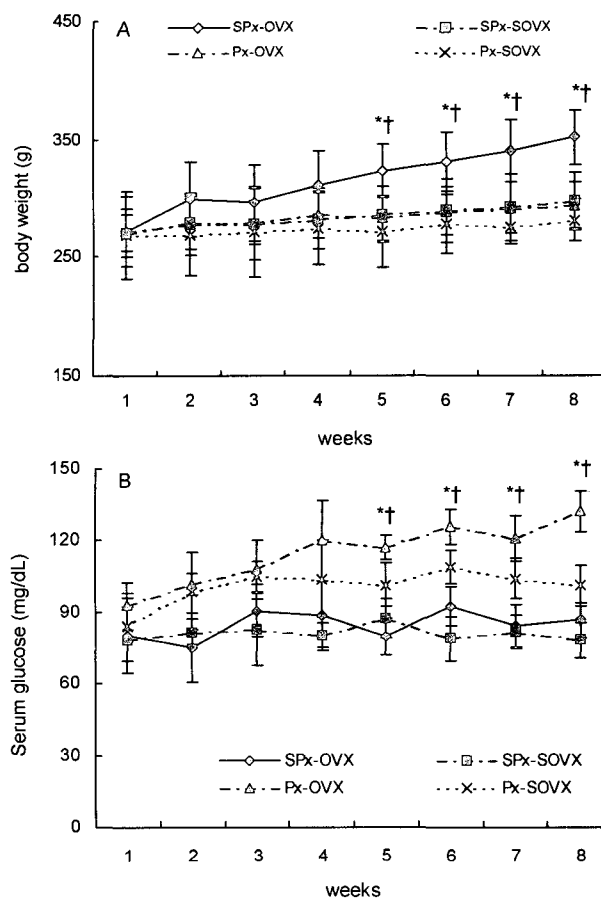 A
SPx-OVX
SPx-SOVX
Px-OVX
Px-SOVX
450
350
250
150
body weight (g)
*†
*†
*†
*†
1 2 3 4 5 6 7 8
weeks
B
150
120
90
60
30
0
Serum glucose (mg/dL)
*†
*†
*†
*†
SPx-OVX
SPx-SOVX
Px-OVX
Px-SOVX
1 2 3 4 5 6 7 8
weeks